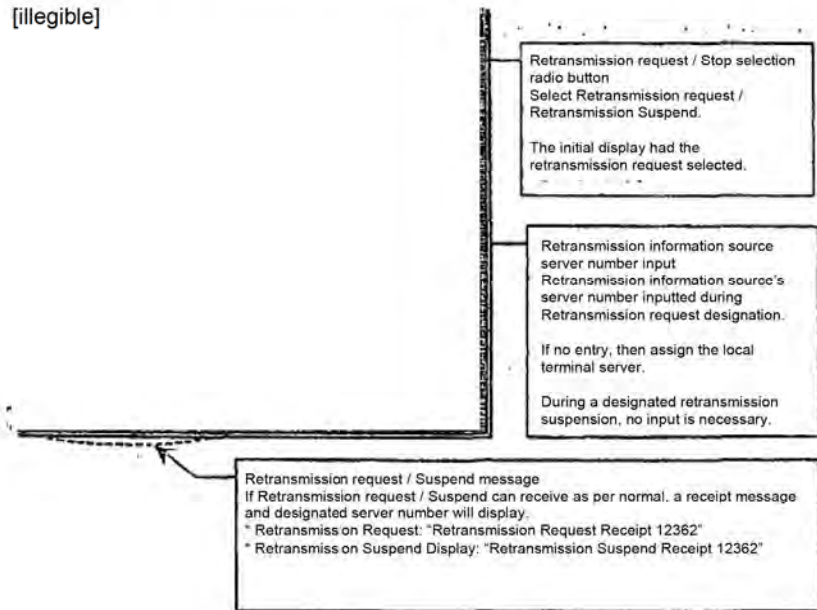 [illegible]
Retransmission request / Stop selection
radio button
Select Retransmission request /
Retransmission Suspend.
The initial display had the
retransmission request selected.
Retransmission information source
server number input
Retransmission information source's
server number inputted during
Retransmission request designation.
If no entry, then assign the local
terminal server.
During a designated retransmission
suspension, no input is necessary.
Retransmission request / Suspend message
If Retransmission request / Suspend can receive as per normal, a receipt message
and designated server number will display.
* Retransmiss on Request: “Retransmission Request Receipt 12362”
* Retransmiss on Suspend Display: “Retransmission Suspend Receipt 12362”